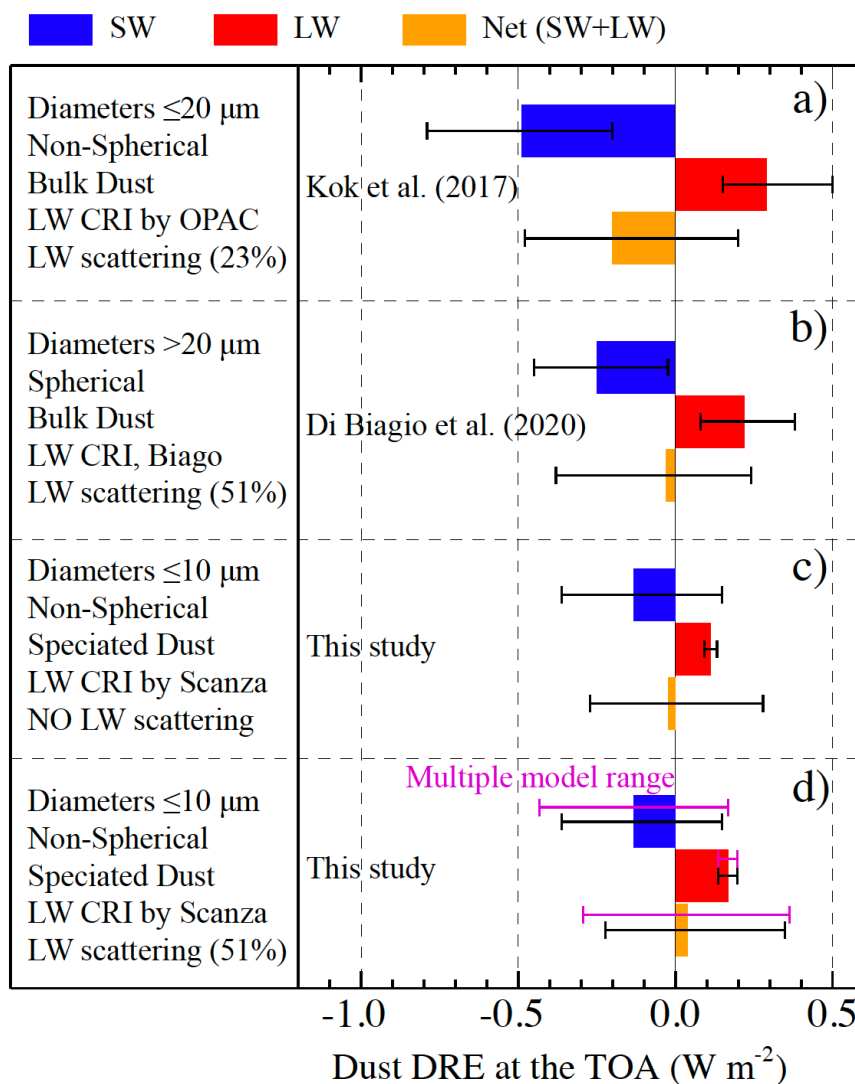 SW LW Net (SW+LW)
Diameters ≤20 μm
Non-Spherical
Bulk Dust
LW CRI by OPAC
LW scattering (23%)
Kok et al. (2017)
a)
Diameters >20 μm
Spherical
Bulk Dust
LW CRI, Biago
LW scattering (51%)
Di Biagio et al. (2020)
b)
Diameters ≤10 μm
Non-Spherical
Speciated Dust
LW CRI by Scanza
NO LW scattering
This study
c)
Diameters ≤10 μm
Non-Spherical
Speciated Dust
LW CRI by Scanza
LW scattering (51%)
This study
Multiple model range
d)
-1.0 -0.5 0.0 0.5
Dust DRE at the TOA (W m⁻²)